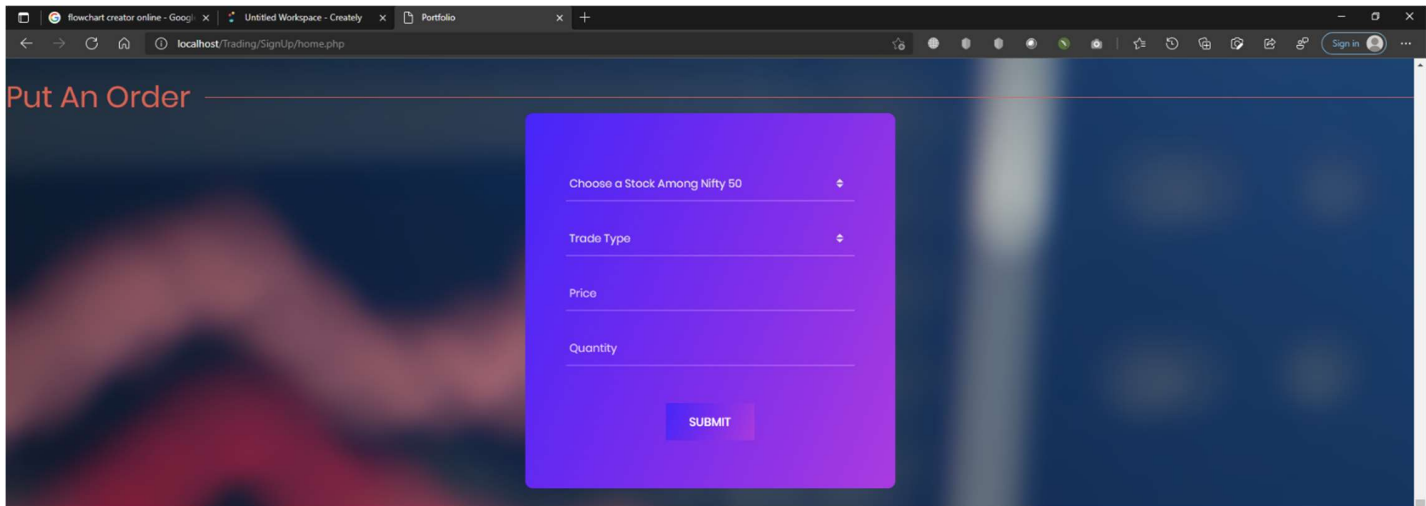 flowchart creator online - Googl
Untitled Workspace - Creately
Portfolio
localhost/Trading/SignUp/home.php
Sign in
Put An Order
Choose a Stock Among Nifty 50
Trade Type
Price
Quantity
SUBMIT